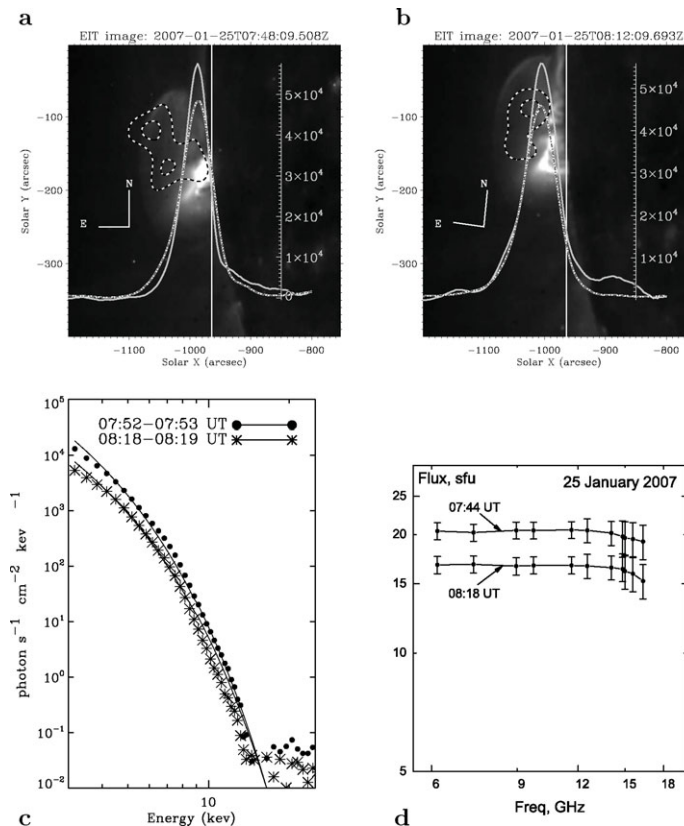 a
EIT image: 2007-01-25T07:48:09.508Z
5×10⁴
4×10⁴
3×10⁴
2×10⁴
1×10⁴
0
-100
-200
-300
Solar Y (arcsec)
N
E
-1100 -1000 -900 -800
Solar X (arcsec)
b
EIT image: 2007-01-25T08:12:09.693Z
5×10⁴
4×10⁴
3×10⁴
2×10⁴
1×10⁴
0
-100
-200
-300
Solar Y (arcsec)
N
E
-1100 -1000 -900 -800
Solar X (arcsec)
10⁵
10⁴
10³
10²
10¹
10⁰
10⁻¹
10⁻²
photon s⁻¹ cm⁻² kev ⁻¹
07:52-07:53 UT
08:18-08:19 UT
10
Energy (kev)
c
Flux, sfu
25 January 2007
25
20
15
10
5
07:44 UT
08:18 UT
6 9 12 15 18
Freq, GHz
d